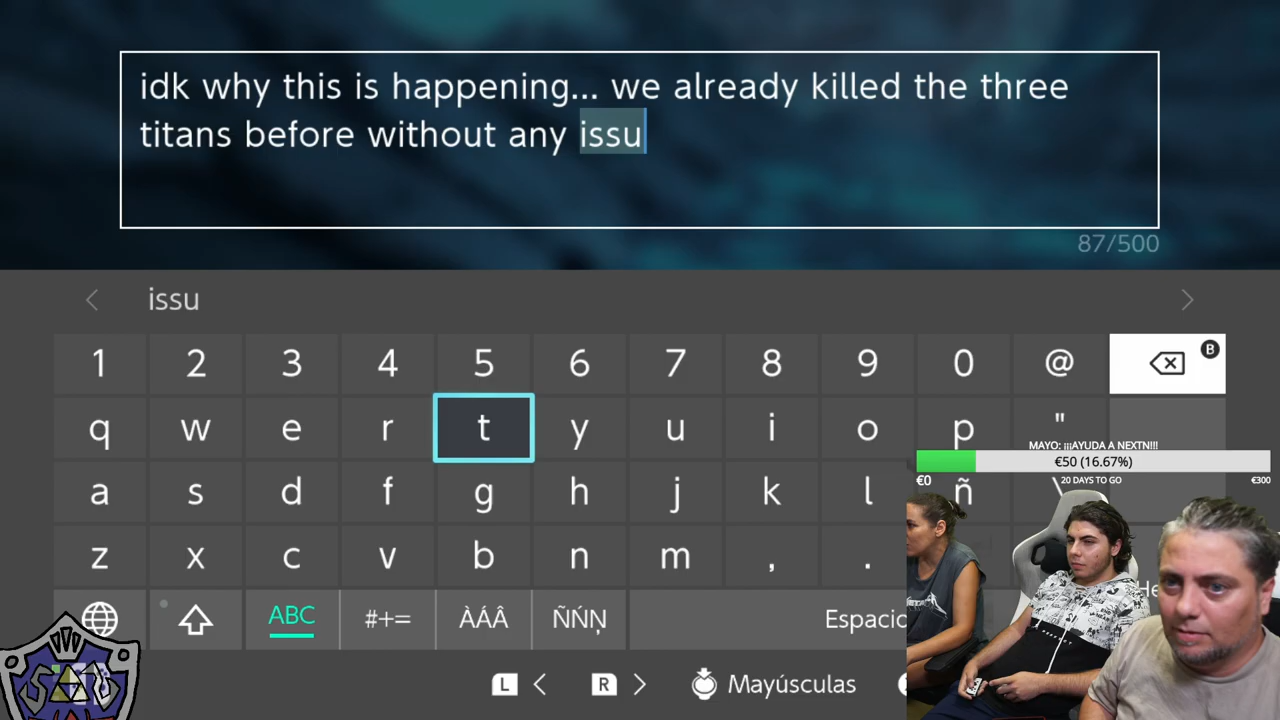 idk why this is happening... we already killed the three
titans before without any issu
87/500
issu
1 2 3 4 5 6 7 8 9 0 @ B
q w e r t y u i o p "
MAYO: ¡¡¡AYUDA A NEXTN!!!
€50 (16.67%)
€0 20 DAYS TO GO €300
a s d f g h j k l ñ
z x c v b n m , .
ABC #+= ÀÁÂ ÑŃŅ Espacio
L R Mayúsculas